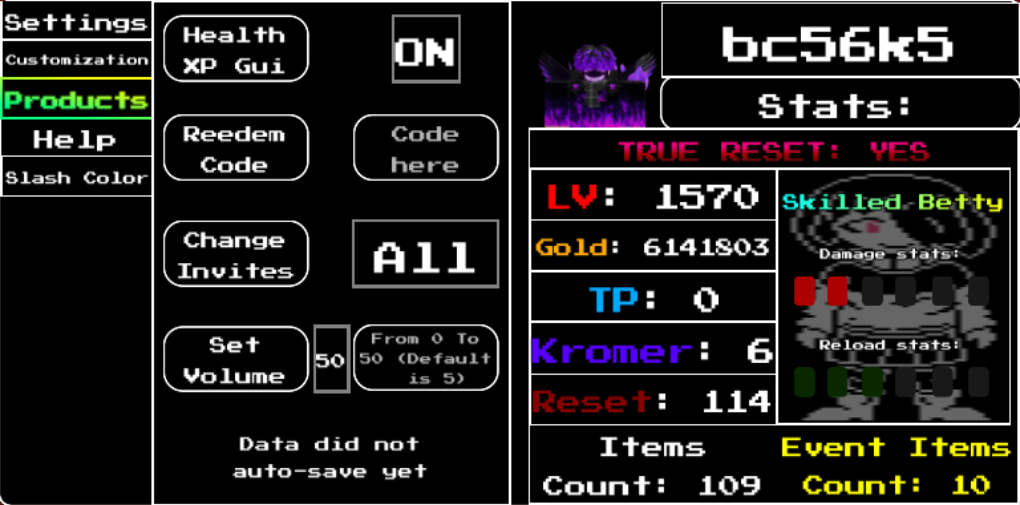 Settings
Customization
Products
Help
Slash Color
Health
XP Gui
ON
Reedem
Code
Code
here
Change
Invites
All
Set
Volume
50
From 0 To
50 (Default
is 5)
Data did not
auto-save yet
bc56k5
Stats:
TRUE RESET: YES
LV: 1570
Gold: 6141803
TP: 0
Kromer: 6
Reset: 114
Skilled Betty
Damage stats:
Reload stats:
Items
Count: 109
Event Items
Count: 10